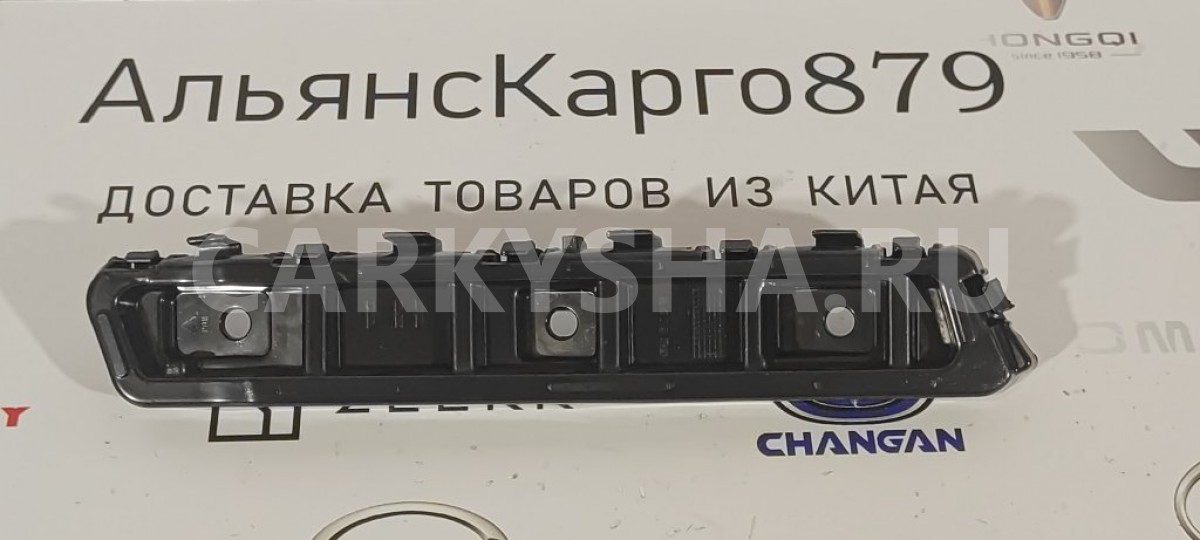 HONGQI
since 1958
АльянсКарго879
ДОСТАВКА ТОВАРОВ ИЗ КИТАЯ
CARKYSHA.RU
ZEEKR
CHANGAN